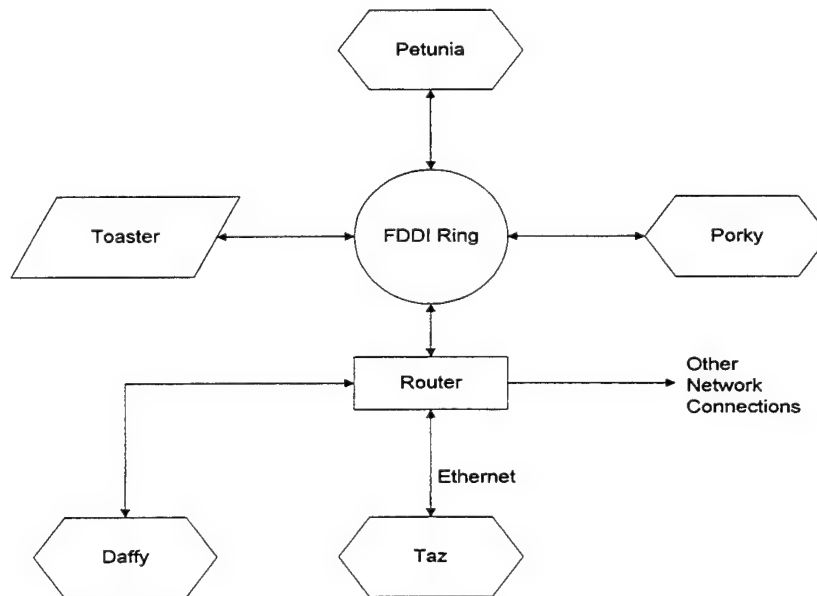 Petunia
Toaster
FDDI Ring
Porky
Router
Other
Network
Connections
Ethernet
Daffy
Taz